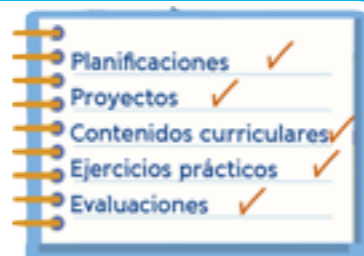 Planificaciones
Proyectos
Contenidos curriculares
Ejercicios prácticos
Evaluaciones